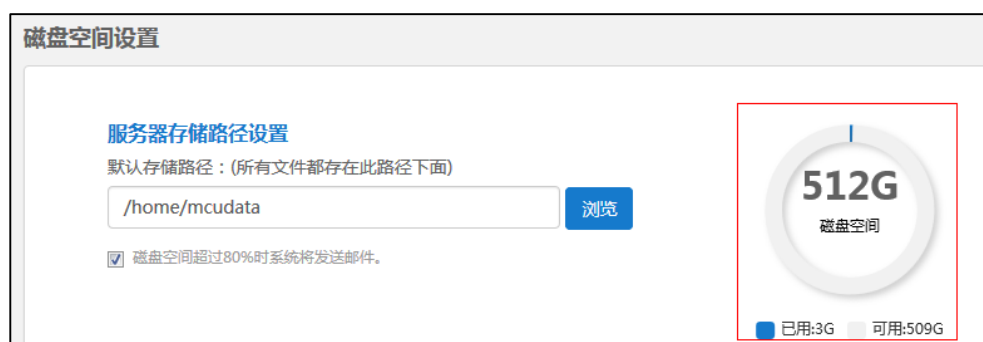 磁盘空间设置
服务器存储路径设置
默认存储路径：(所有文件都存在此路径下面)
/home/mcudata
浏览
磁盘空间超过80%时系统将发送邮件。
512G
磁盘空间
已用:3G 可用:509G